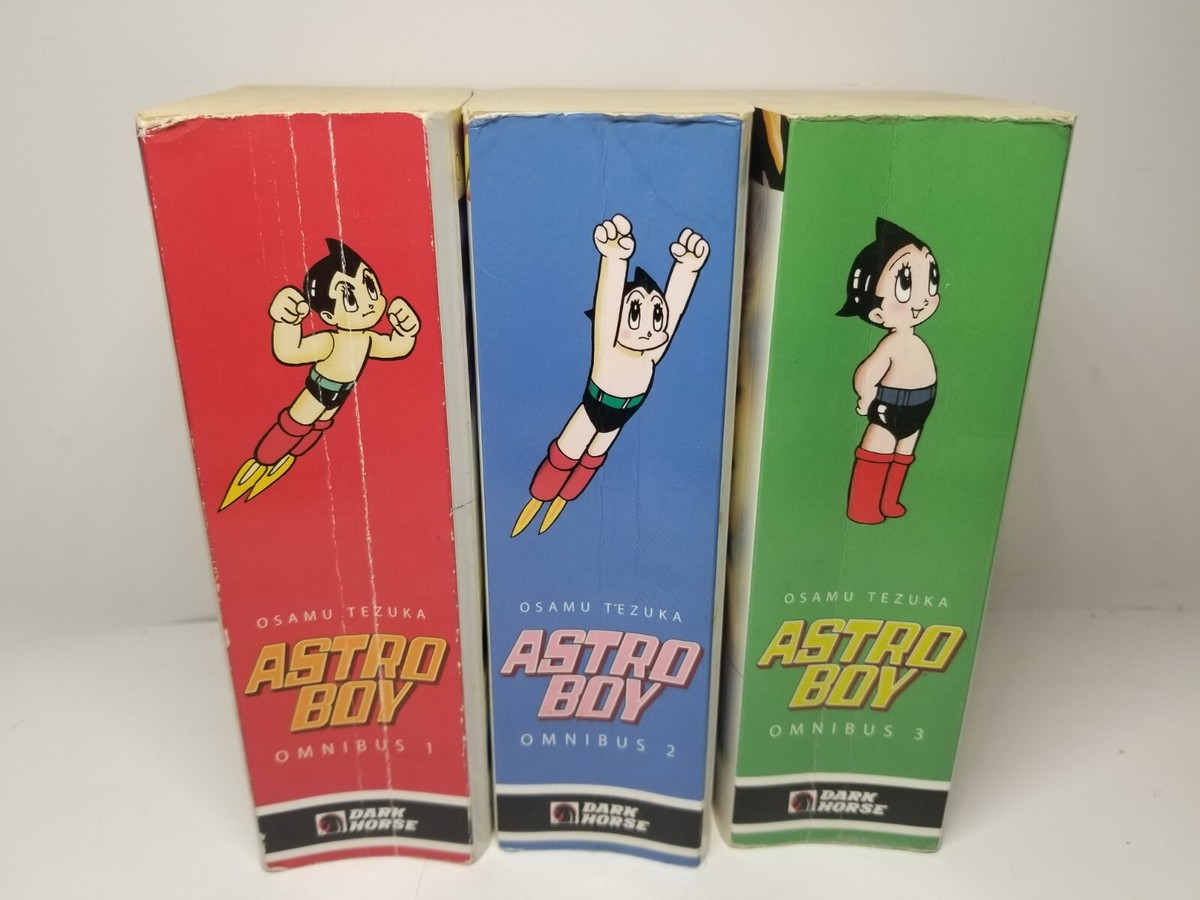 OSAMU TEZUKA
ASTRO
BOY
OMNIBUS 1
DARK
HORSE
OSAMU TEZUKA
ASTRO
BOY
OMNIBUS 2
DARK
HORSE
OSAMU TEZUKA
ASTRO
BOY
OMNIBUS 3
DARK
HORSE